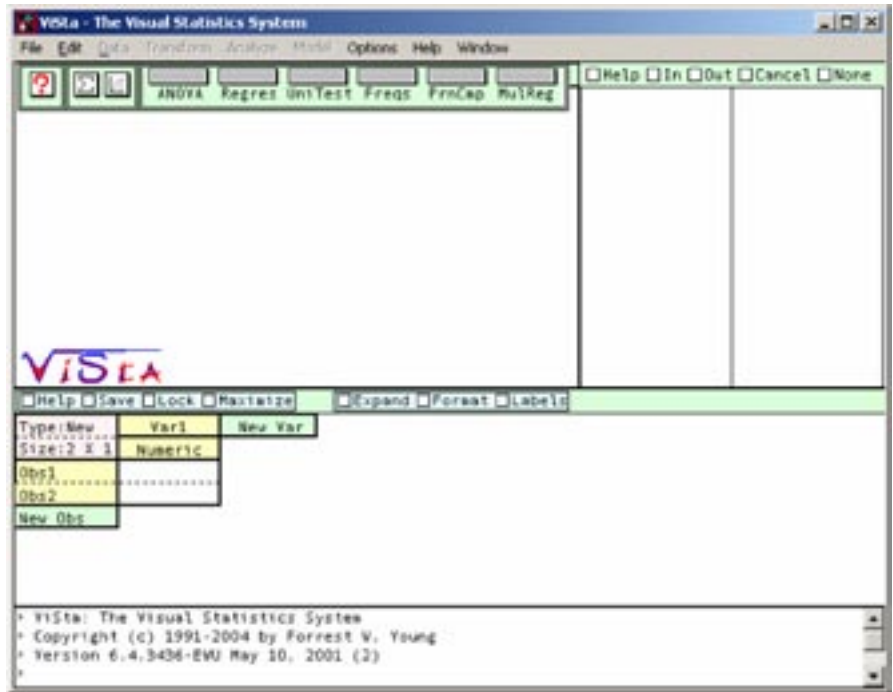 ViSta - The Visual Statistics System
File Edit Data Transform Analyze Model Options Help Window
? Σ
ANOVA Regres UniTest Freqs PrnCmp MulReg
Help In Out Cancel None
ViSta
Help Save Lock Maximize Expand Format Labels
Type:New Var1 New Var
Size:2 X 1 Numeric
Obs1
Obs2
New Obs
> ViSta: The Visual Statistics System
> Copyright (c) 1991-2004 by Forrest W. Young
> Version 6.4.3436-EWU May 10, 2001 (2)
>